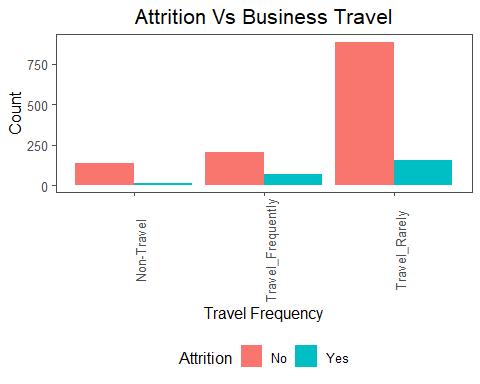 Attrition Vs Business Travel
Count
750
500
250
0
Non-Travel
Travel_Frequently
Travel_Rarely
Travel Frequency
Attrition No Yes